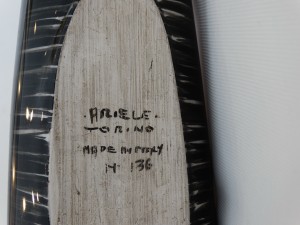 ·ARIELE·
TORINO
MADE IN ITALY
N 136